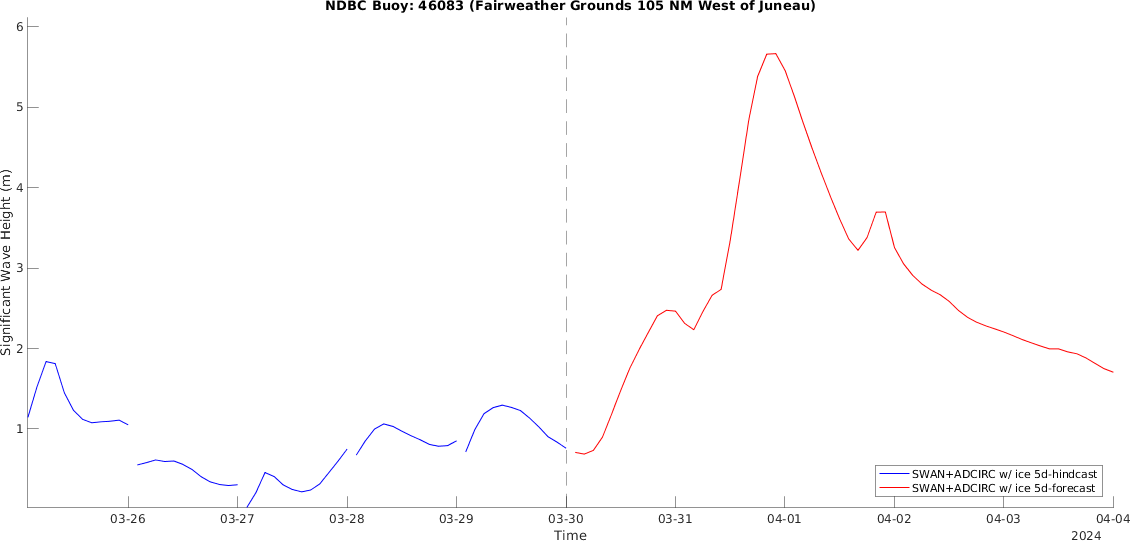 NDBC Buoy: 46083 (Fairweather Grounds 105 NM West of Juneau)
Significant Wave Height (m)
6
5
4
3
2
1
SWAN+ADCIRC w/ ice 5d-hindcast
SWAN+ADCIRC w/ ice 5d-forecast
03-26 03-27 03-28 03-29 03-30 03-31 04-01 04-02 04-03 04-04
Time
2024